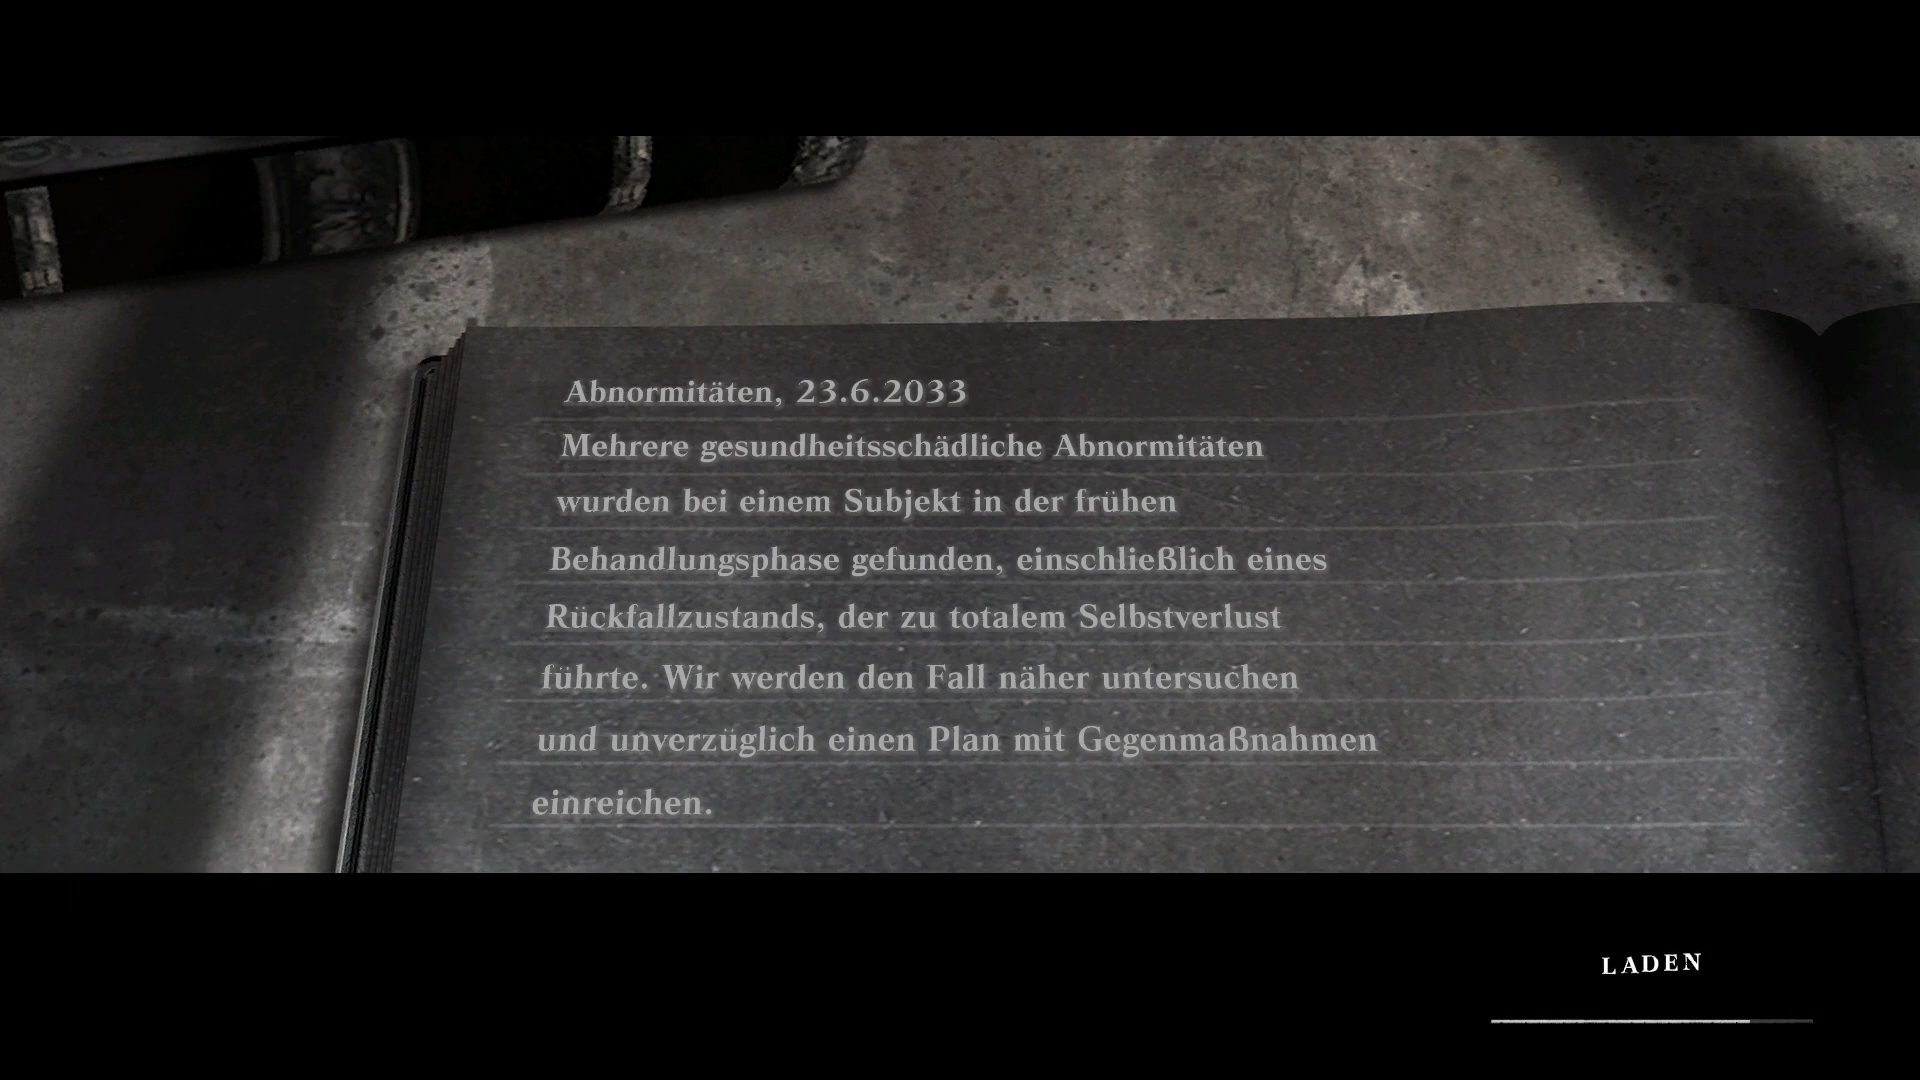 Abnormitäten, 23.6.2033
Mehrere gesundheitsschädliche Abnormitäten
wurden bei einem Subjekt in der frühen
Behandlungsphase gefunden, einschließlich eines
Rückfallzustands, der zu totalem Selbstverlust
führte. Wir werden den Fall näher untersuchen
und unverzüglich einen Plan mit Gegenmaßnahmen
einreichen.
LADEN